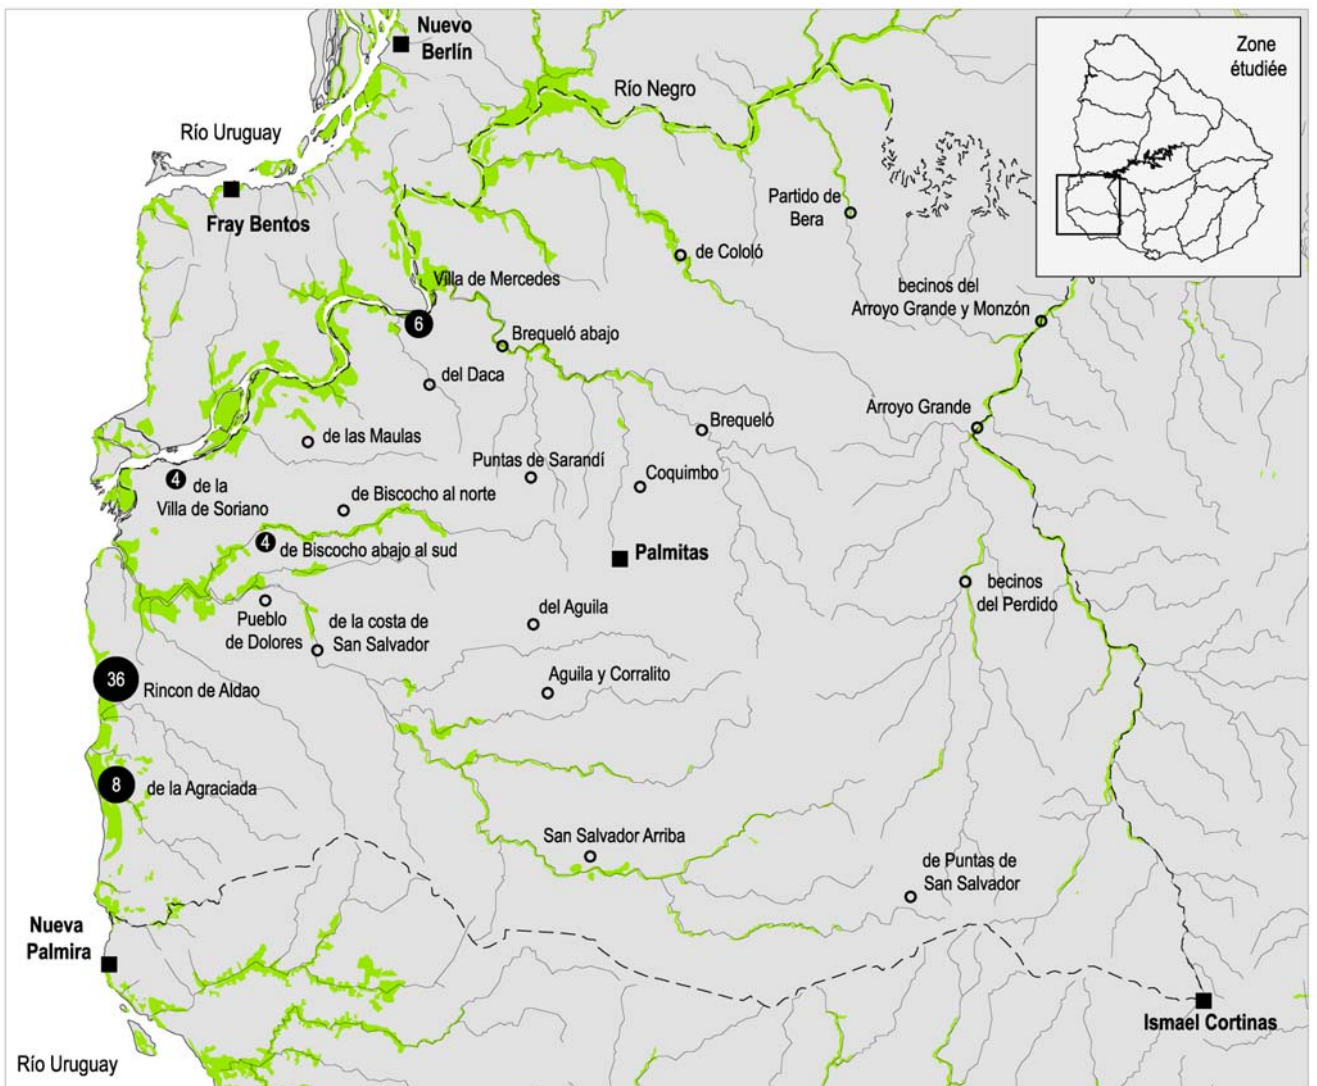 Nuevo
Berlín
Zone
étudiée
Río Negro
Río Uruguay
Fray Bentos
Partido de
Bera
de Cololó
Villa de Mercedes
becinos del
Arroyo Grande y Monzón
6
Brequeló abajo
del Daca
Arroyo Grande
Brequeló
de las Maulas
Puntas de Sarandí
Coquimbo
4
de la
Villa de Soriano
de Biscocho al norte
4
de Biscocho abajo al sud
Palmitas
becinos
del Perdido
Pueblo
de Dolores
de la costa de
San Salvador
del Aguila
Aguila y Corralito
36
Rincon de Aldao
8
de la Agraciada
San Salvador Arriba
de Puntas de
San Salvador
Nueva
Palmira
Ismael Cortinas
Río Uruguay